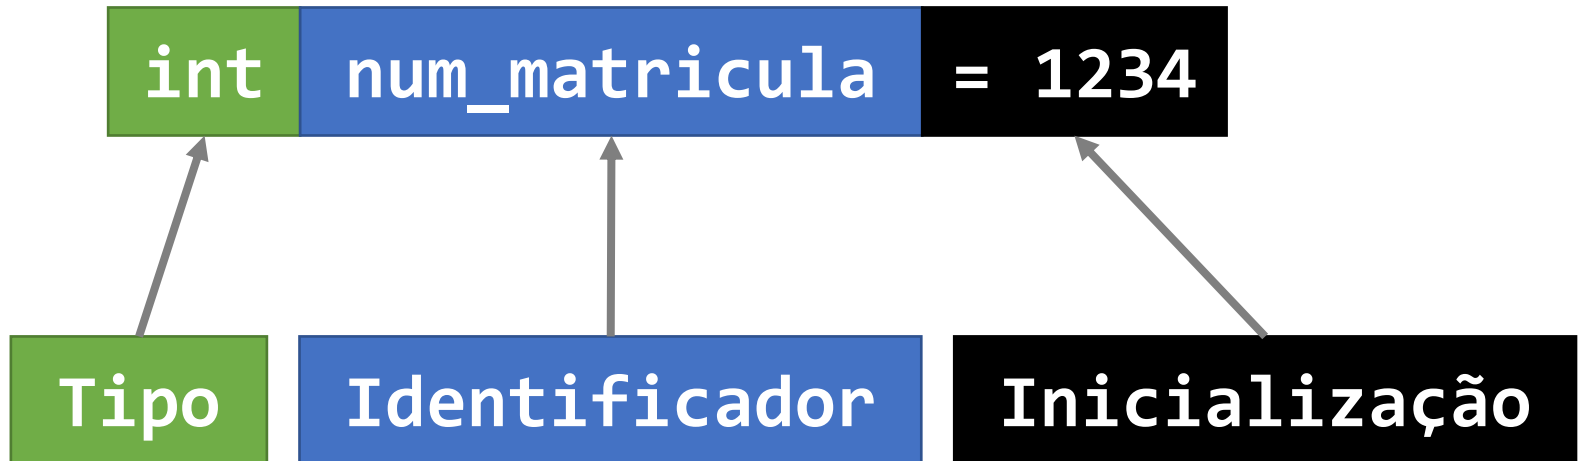 int num_matricula = 1234
Tipo Identificador Inicialização